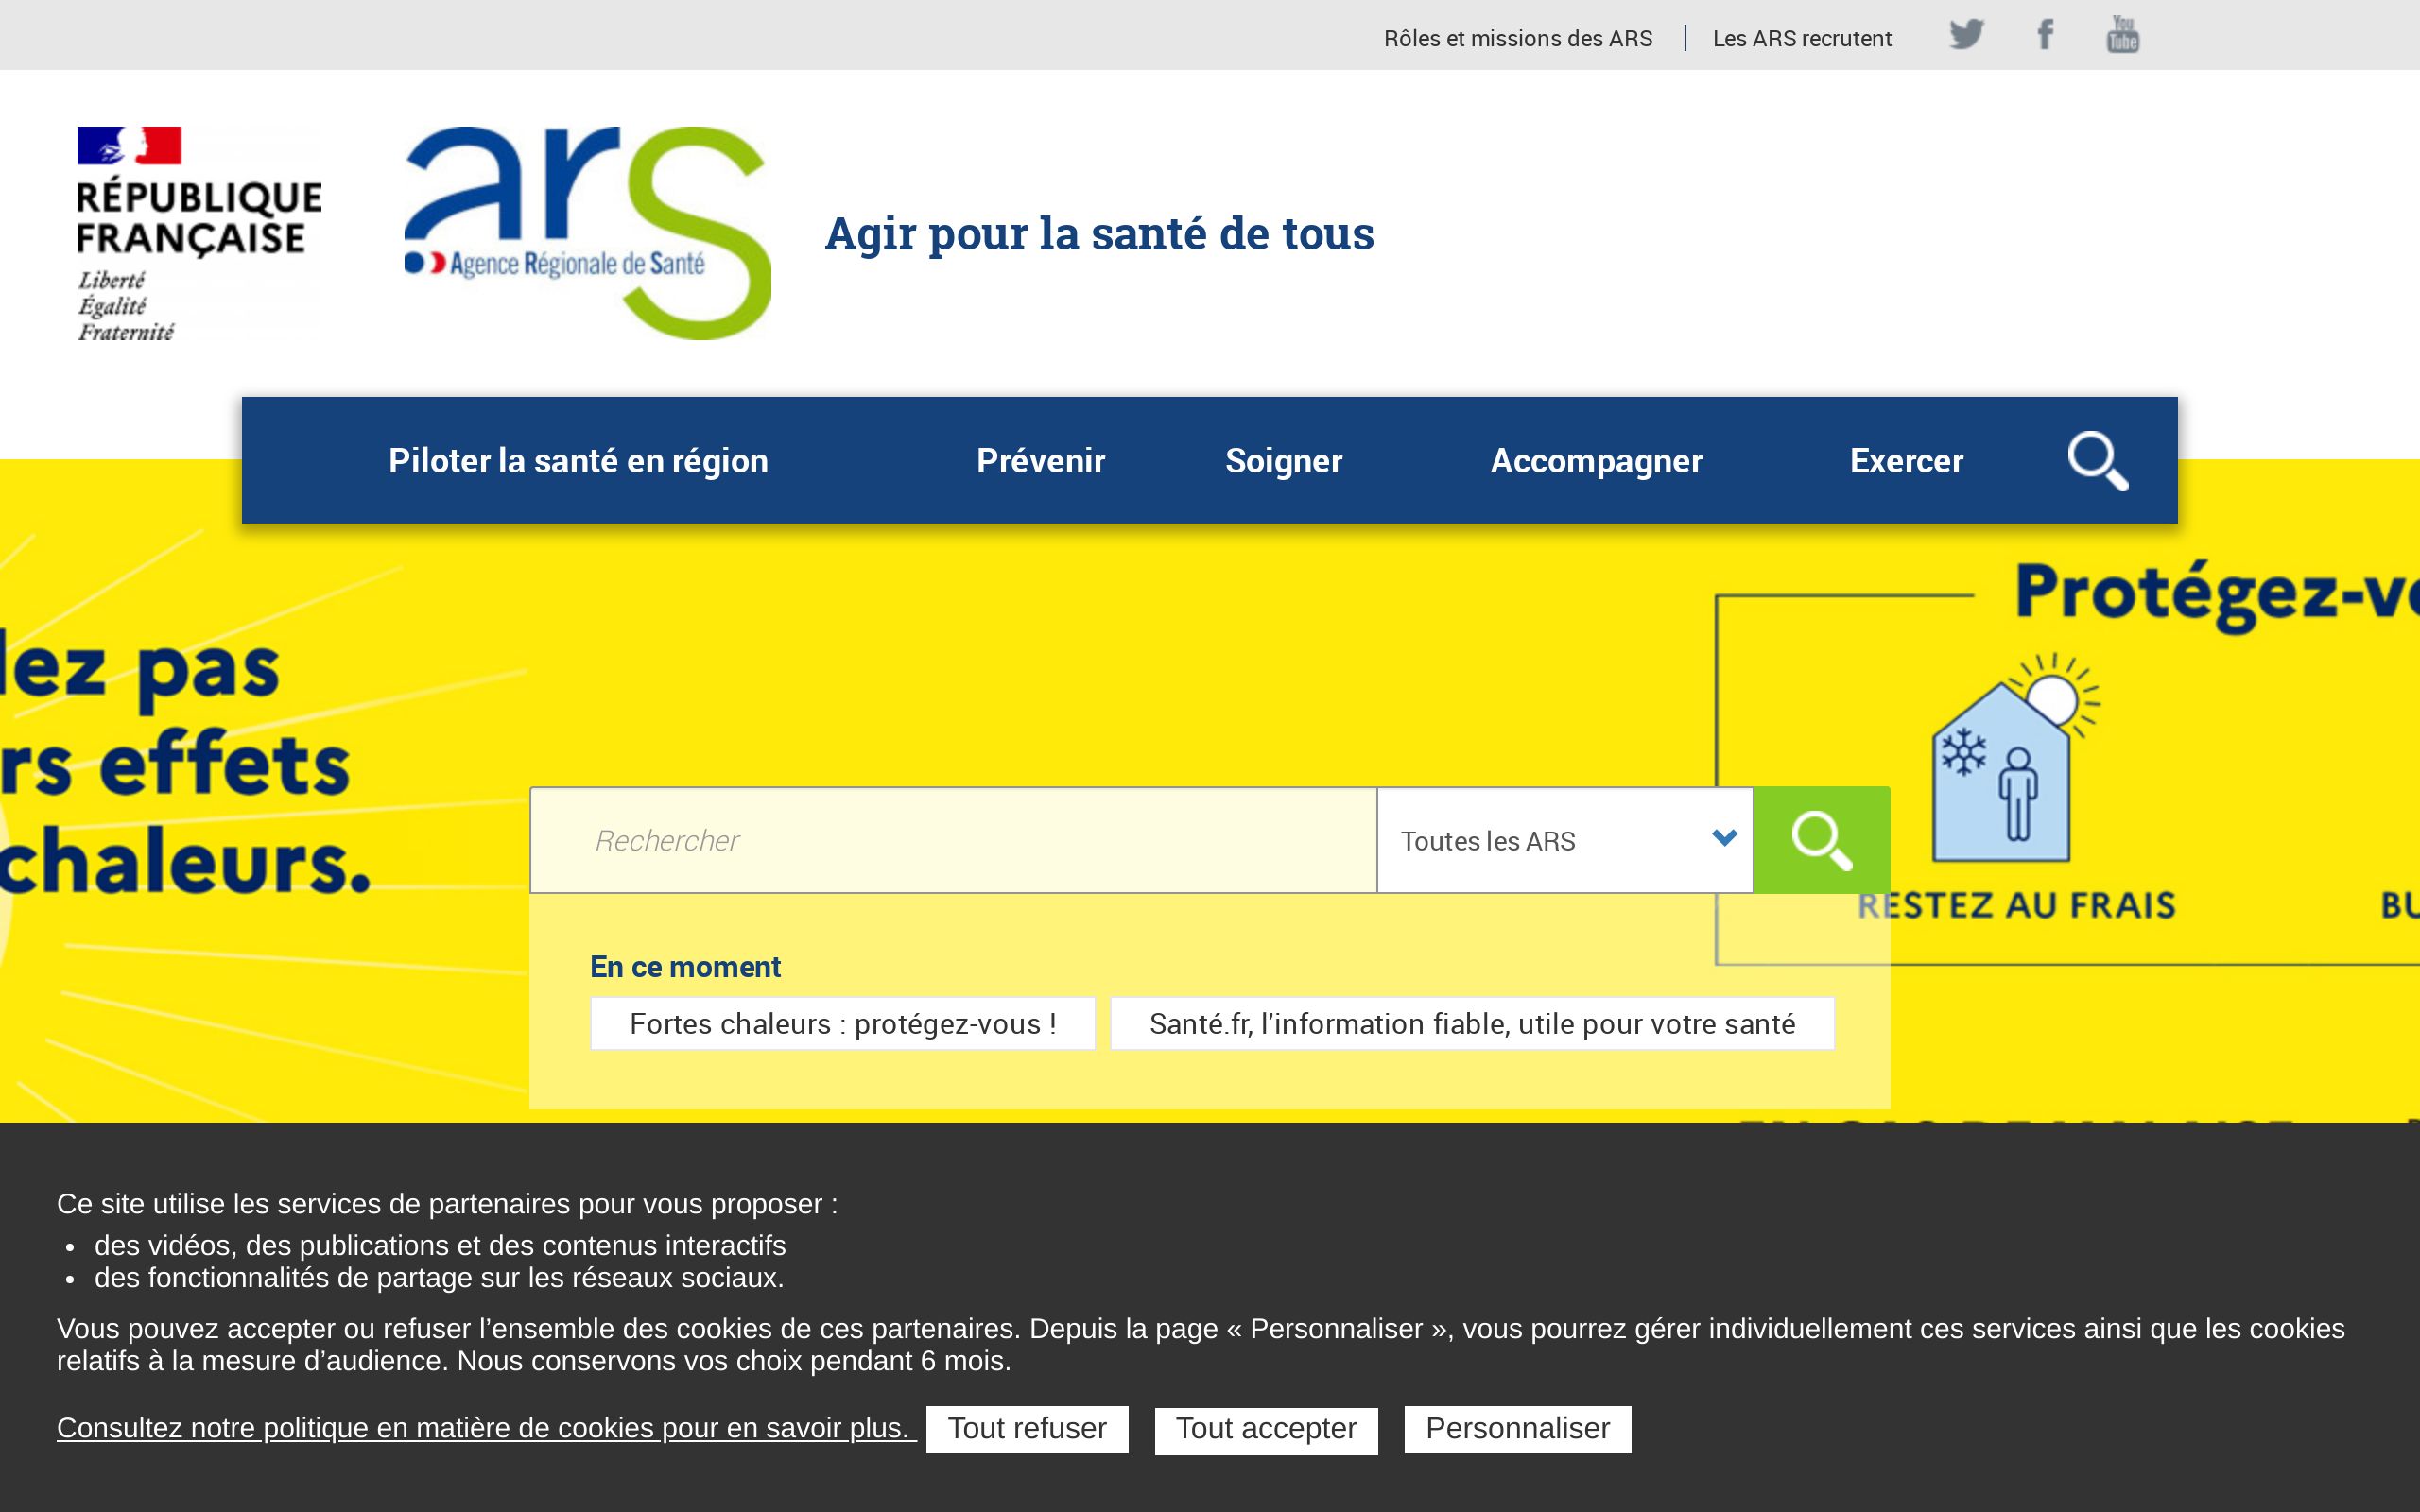 Rôles et missions des ARS
Les ARS recrutent
You
Tube
RÉPUBLIQUE
FRANÇAISE
Liberté
Égalité
Fraternité
ars
Agence Régionale de Santé
Agir pour la santé de tous
Piloter la santé en région
Prévenir
Soigner
Accompagner
Exercer
lez pas
rs effets
chaleurs.
Protégez-vo
RESTEZ AU FRAIS
BU
Rechercher
Toutes les ARS
En ce moment
Fortes chaleurs : protégez-vous !
Santé.fr, l'information fiable, utile pour votre santé
Ce site utilise les services de partenaires pour vous proposer :
• des vidéos, des publications et des contenus interactifs
• des fonctionnalités de partage sur les réseaux sociaux.
Vous pouvez accepter ou refuser l’ensemble des cookies de ces partenaires. Depuis la page « Personnaliser », vous pourrez gérer individuellement ces services ainsi que les cookies
relatifs à la mesure d’audience. Nous conservons vos choix pendant 6 mois.
Consultez notre politique en matière de cookies pour en savoir plus.
Tout refuser
Tout accepter
Personnaliser